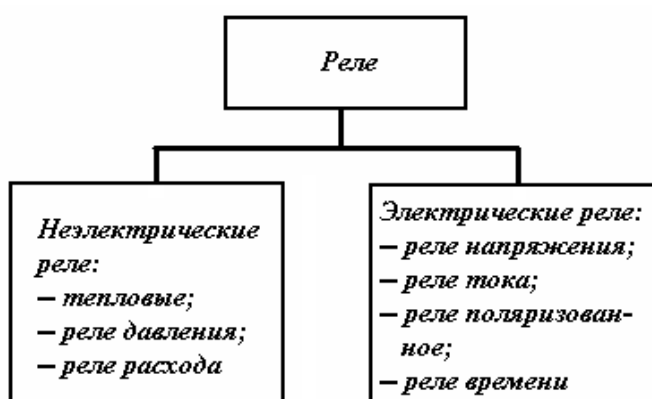 Реле
Неэлектрические
реле:
– тепловые;
– реле давления;
– реле расхода
Электрические реле:
– реле напряжения;
– реле тока;
– реле поляризован-
ное;
– реле времени